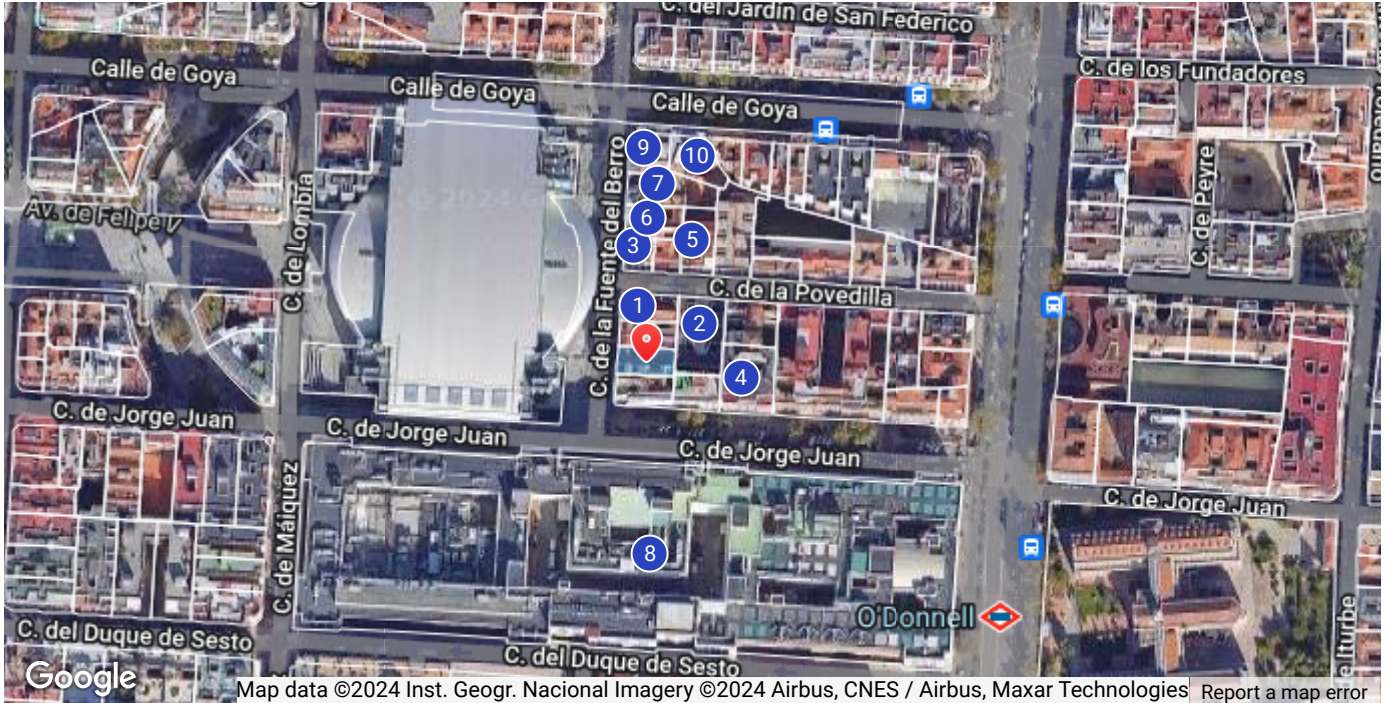 C. del Jardín de San Federico
Calle de Goya
Calle de Goya
Calle de Goya
C. de los Fundadores
9
10
7
6
3
5
Av. de Felipe V
C. de Lombia
C. de la Fuente del Berro
C. de Peyre
C. de la Povedilla
1
2
4
C. de Jorge Juan
C. de Jorge Juan
C. de Jorge Juan
C. de Jorge Juan
C. de Máiquez
8
O'Donnell
C. del Duque de Sesto
C. del Duque de Sesto
de Iturbe
Google
Map data ©2024 Inst. Geogr. Nacional Imagery ©2024 Airbus, CNES / Airbus, Maxar Technologies
Report a map error